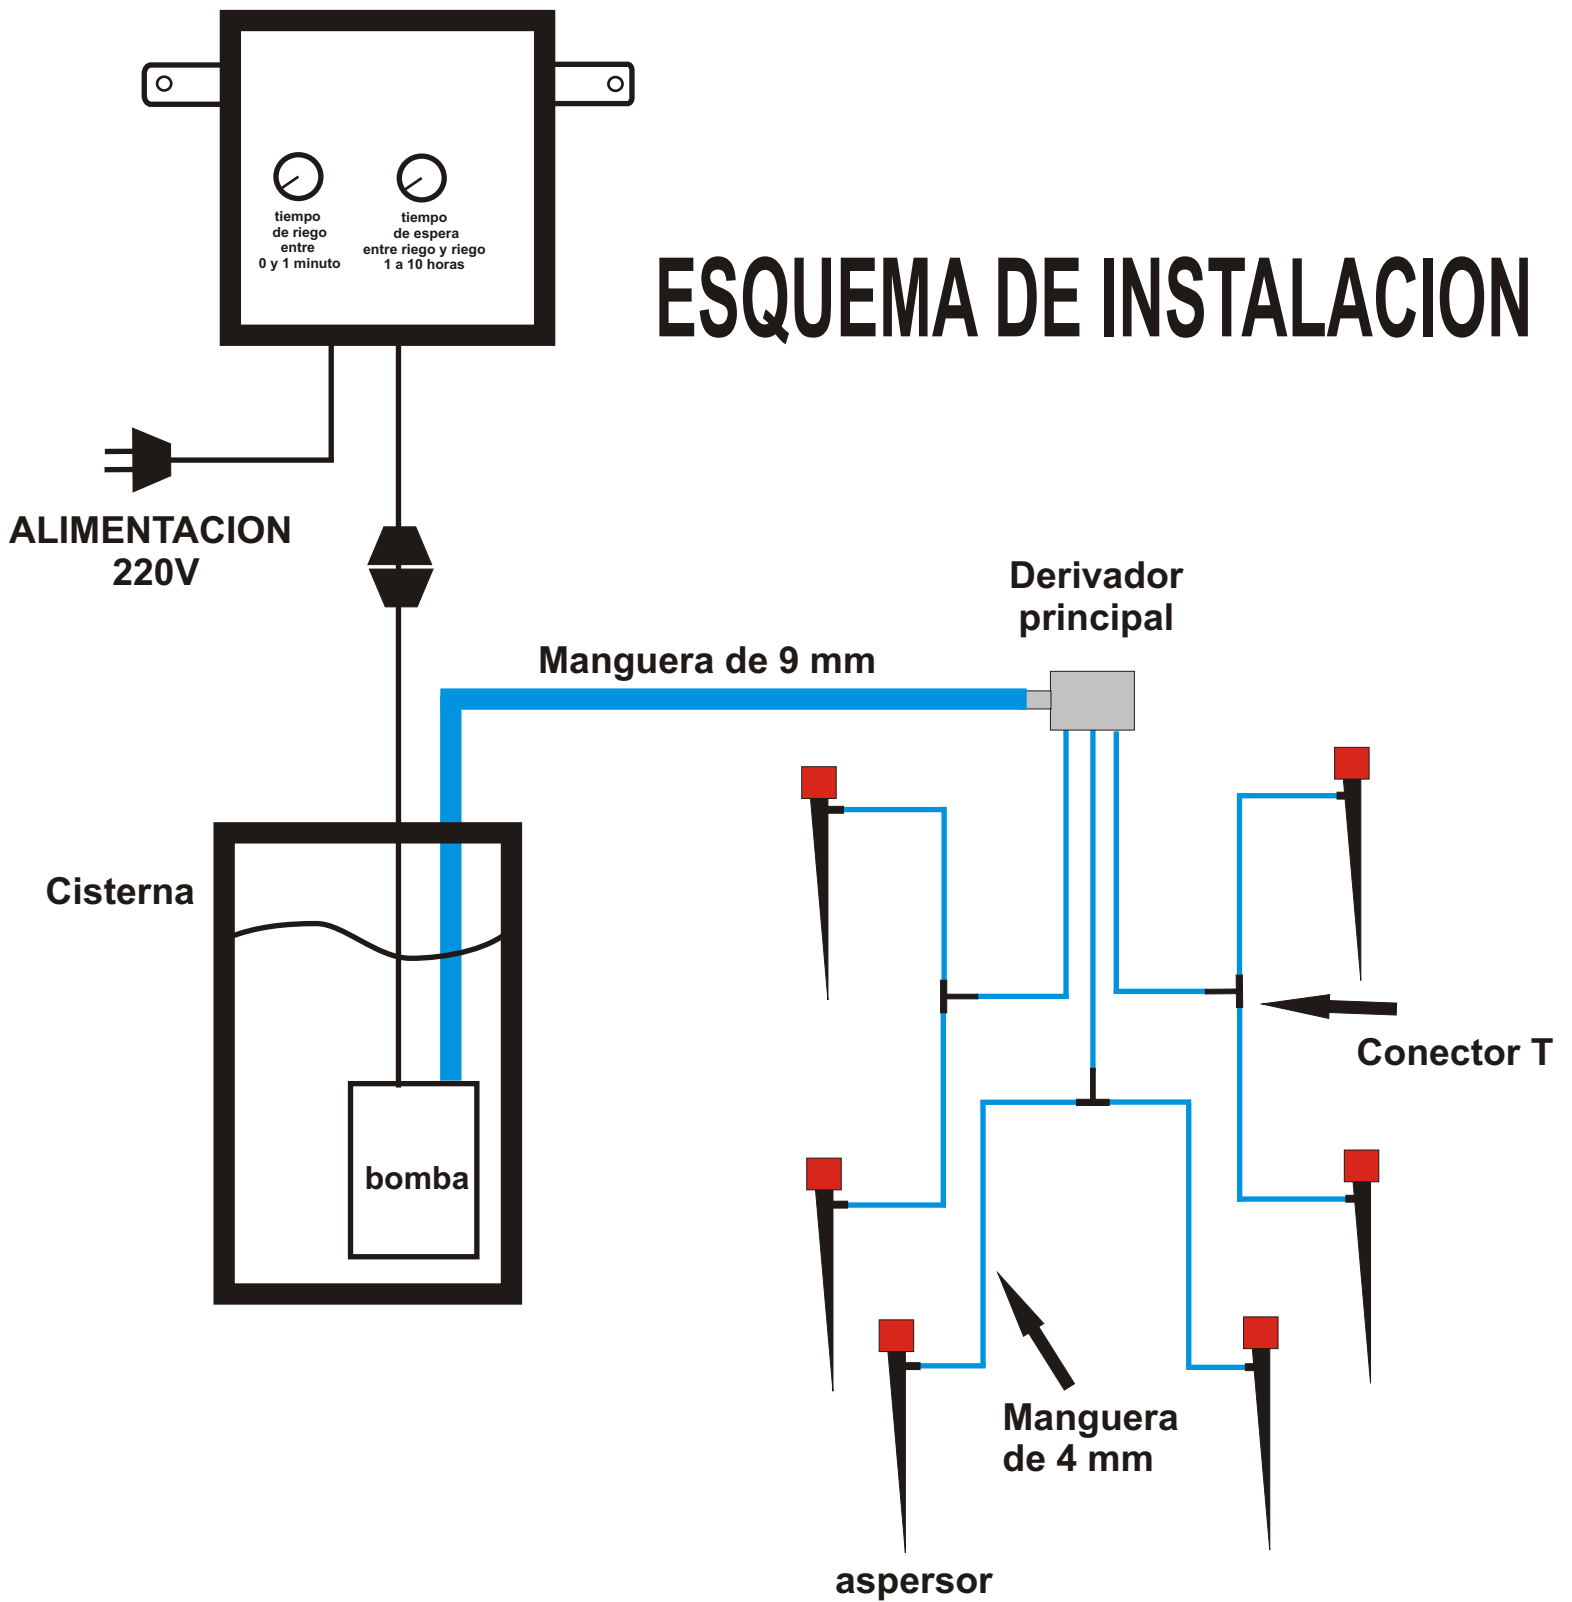 tiempo
de riego
entre
0 y 1 minuto
tiempo
de espera
entre riego y riego
1 a 10 horas
ESQUEMA DE INSTALACION
ALIMENTACION
220V
Derivador
principal
Manguera de 9 mm
Cisterna
Conector T
bomba
Manguera
de 4 mm
aspersor